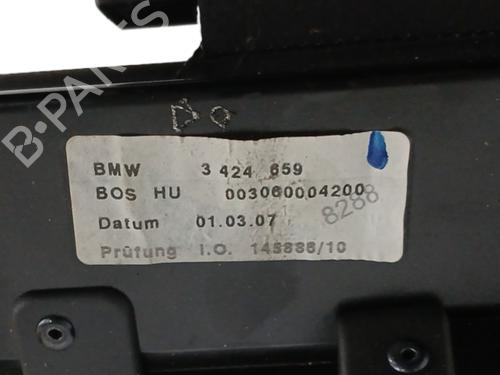 B-PARTS
BMW 3 424 659
BOS HU 003060004200
8288
Datum 01.03.07
Prüfung I.O. 145886/10